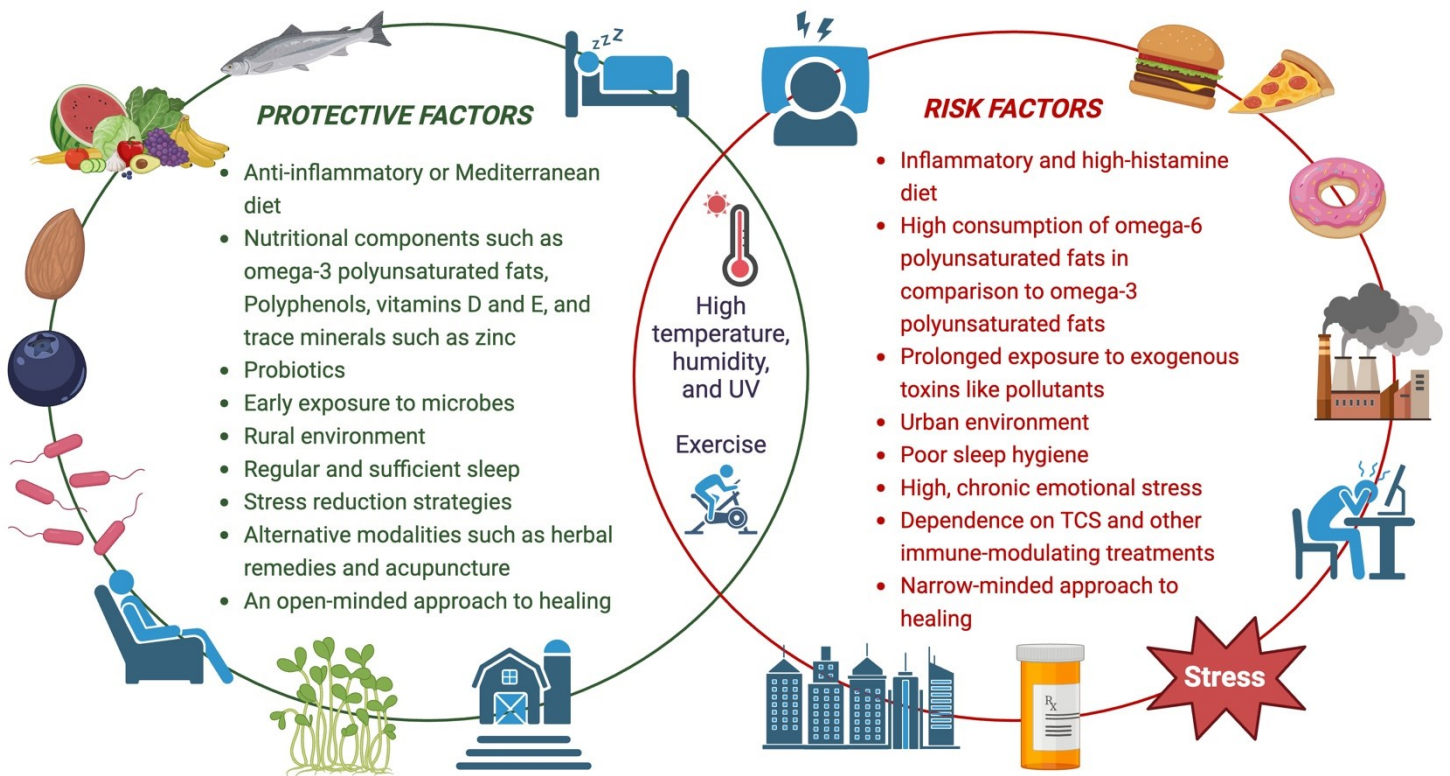 zzz
PROTECTIVE FACTORS
• Anti-inflammatory or Mediterranean
diet
• Nutritional components such as
omega-3 polyunsaturated fats,
Polyphenols, vitamins D and E, and
trace minerals such as zinc
• Probiotics
• Early exposure to microbes
• Rural environment
• Regular and sufficient sleep
• Stress reduction strategies
• Alternative modalities such as herbal
remedies and acupuncture
• An open-minded approach to healing
High
temperature,
humidity,
and UV
Exercise
RISK FACTORS
• Inflammatory and high-histamine
diet
• High consumption of omega-6
polyunsaturated fats in
comparison to omega-3
polyunsaturated fats
• Prolonged exposure to exogenous
toxins like pollutants
• Urban environment
• Poor sleep hygiene
• High, chronic emotional stress
• Dependence on TCS and other
immune-modulating treatments
• Narrow-minded approach to
healing
Rx
Stress